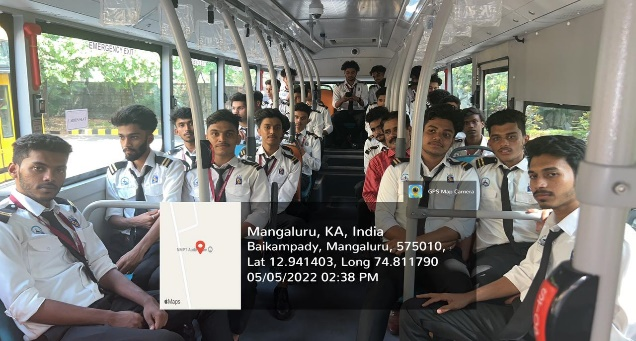 EMERGENCY EXIT
GPS Map Camera
Mangaluru, KA, India
Baikampady, Mangaluru, 575010,
Lat 12.941403, Long 74.811790
05/05/2022 02:38 PM
Maps